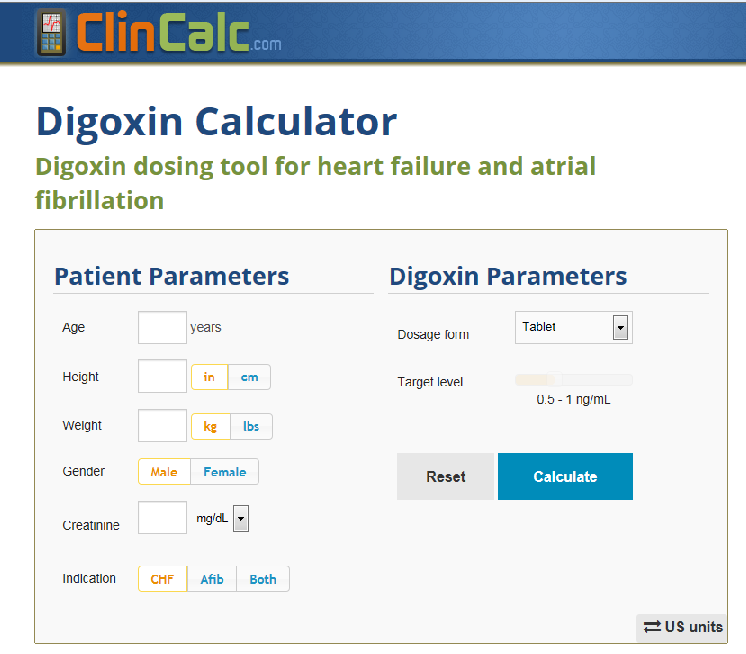 ClinCalc.com
Digoxin Calculator
Digoxin dosing tool for heart failure and atrial
fibrillation
Patient Parameters
Age years
Height in cm
Weight kg lbs
Gender Male Female
Creatinine mg/dL
Indication CHF Afib Both
Digoxin Parameters
Dosage form Tablet
Target level
0.5 - 1 ng/mL
Reset Calculate
US units